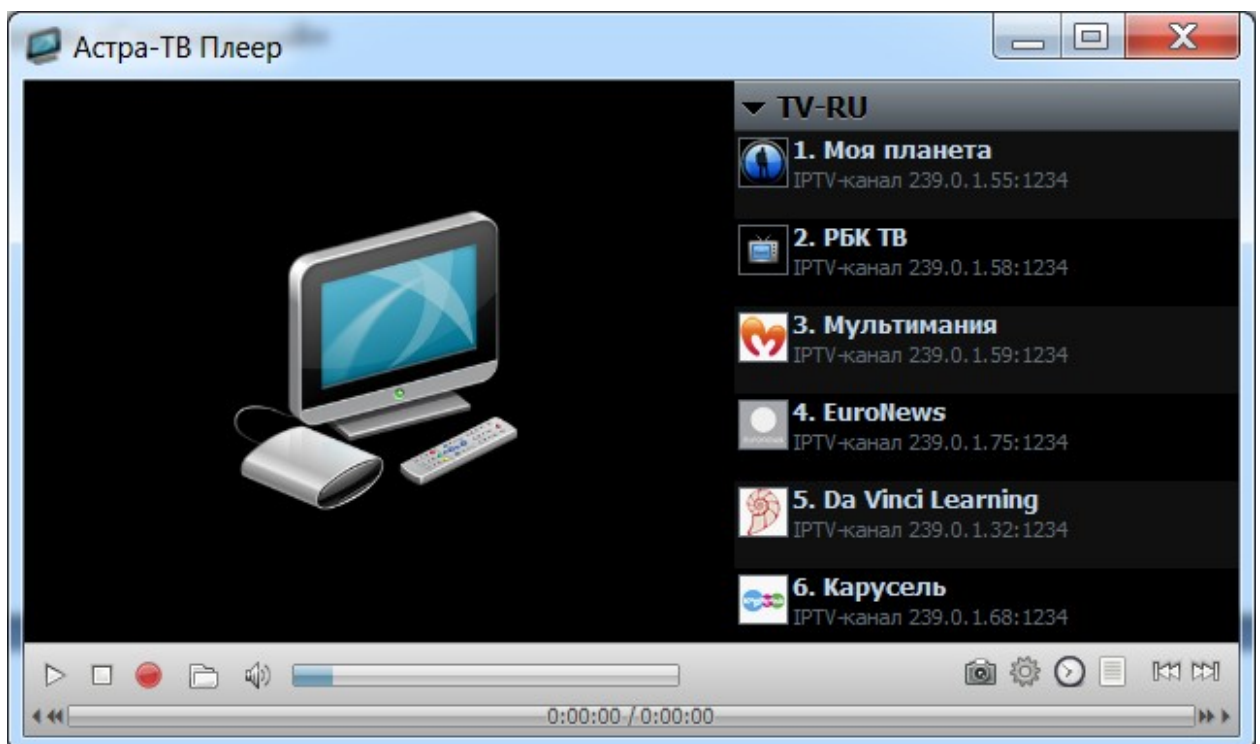 Астра-ТВ Плеер
TV-RU
1. Моя планета
IPTV-канал 239.0.1.55:1234
2. РБК ТВ
IPTV-канал 239.0.1.58:1234
3. Мультимания
IPTV-канал 239.0.1.59:1234
4. EuroNews
IPTV-канал 239.0.1.75:1234
5. Da Vinci Learning
IPTV-канал 239.0.1.32:1234
6. Карусель
IPTV-канал 239.0.1.68:1234
0:00:00 / 0:00:00